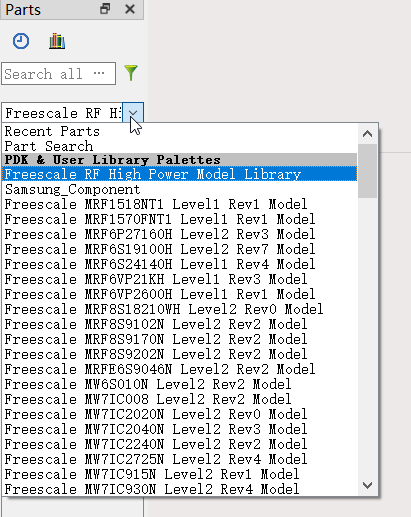 Parts
Search all ···
Freescale RF Hi
Recent Parts
Part Search
PDK & User Library Palettes
Freescale RF High Power Model Library
Samsung_Component
Freescale MRF1518NT1 Level1 Rev1 Model
Freescale MRF1570FNT1 Level1 Rev1 Model
Freescale MRF6P27160H Level2 Rev3 Model
Freescale MRF6S19100H Level2 Rev7 Model
Freescale MRF6S24140H Level1 Rev4 Model
Freescale MRF6VP21KH Level1 Rev3 Model
Freescale MRF6VP2600H Level1 Rev1 Model
Freescale MRF8S18210WH Level2 Rev0 Model
Freescale MRF8S9102N Level2 Rev2 Model
Freescale MRF8S9170N Level2 Rev2 Model
Freescale MRF8S9202N Level2 Rev2 Model
Freescale MRFE6S9046N Level2 Rev2 Model
Freescale MW6S010N Level2 Rev2 Model
Freescale MW7IC008 Level2 Rev2 Model
Freescale MW7IC2020N Level2 Rev0 Model
Freescale MW7IC2040N Level2 Rev3 Model
Freescale MW7IC2240N Level2 Rev2 Model
Freescale MW7IC2725N Level2 Rev4 Model
Freescale MW7IC915N Level2 Rev1 Model
Freescale MW7IC930N Level2 Rev4 Model